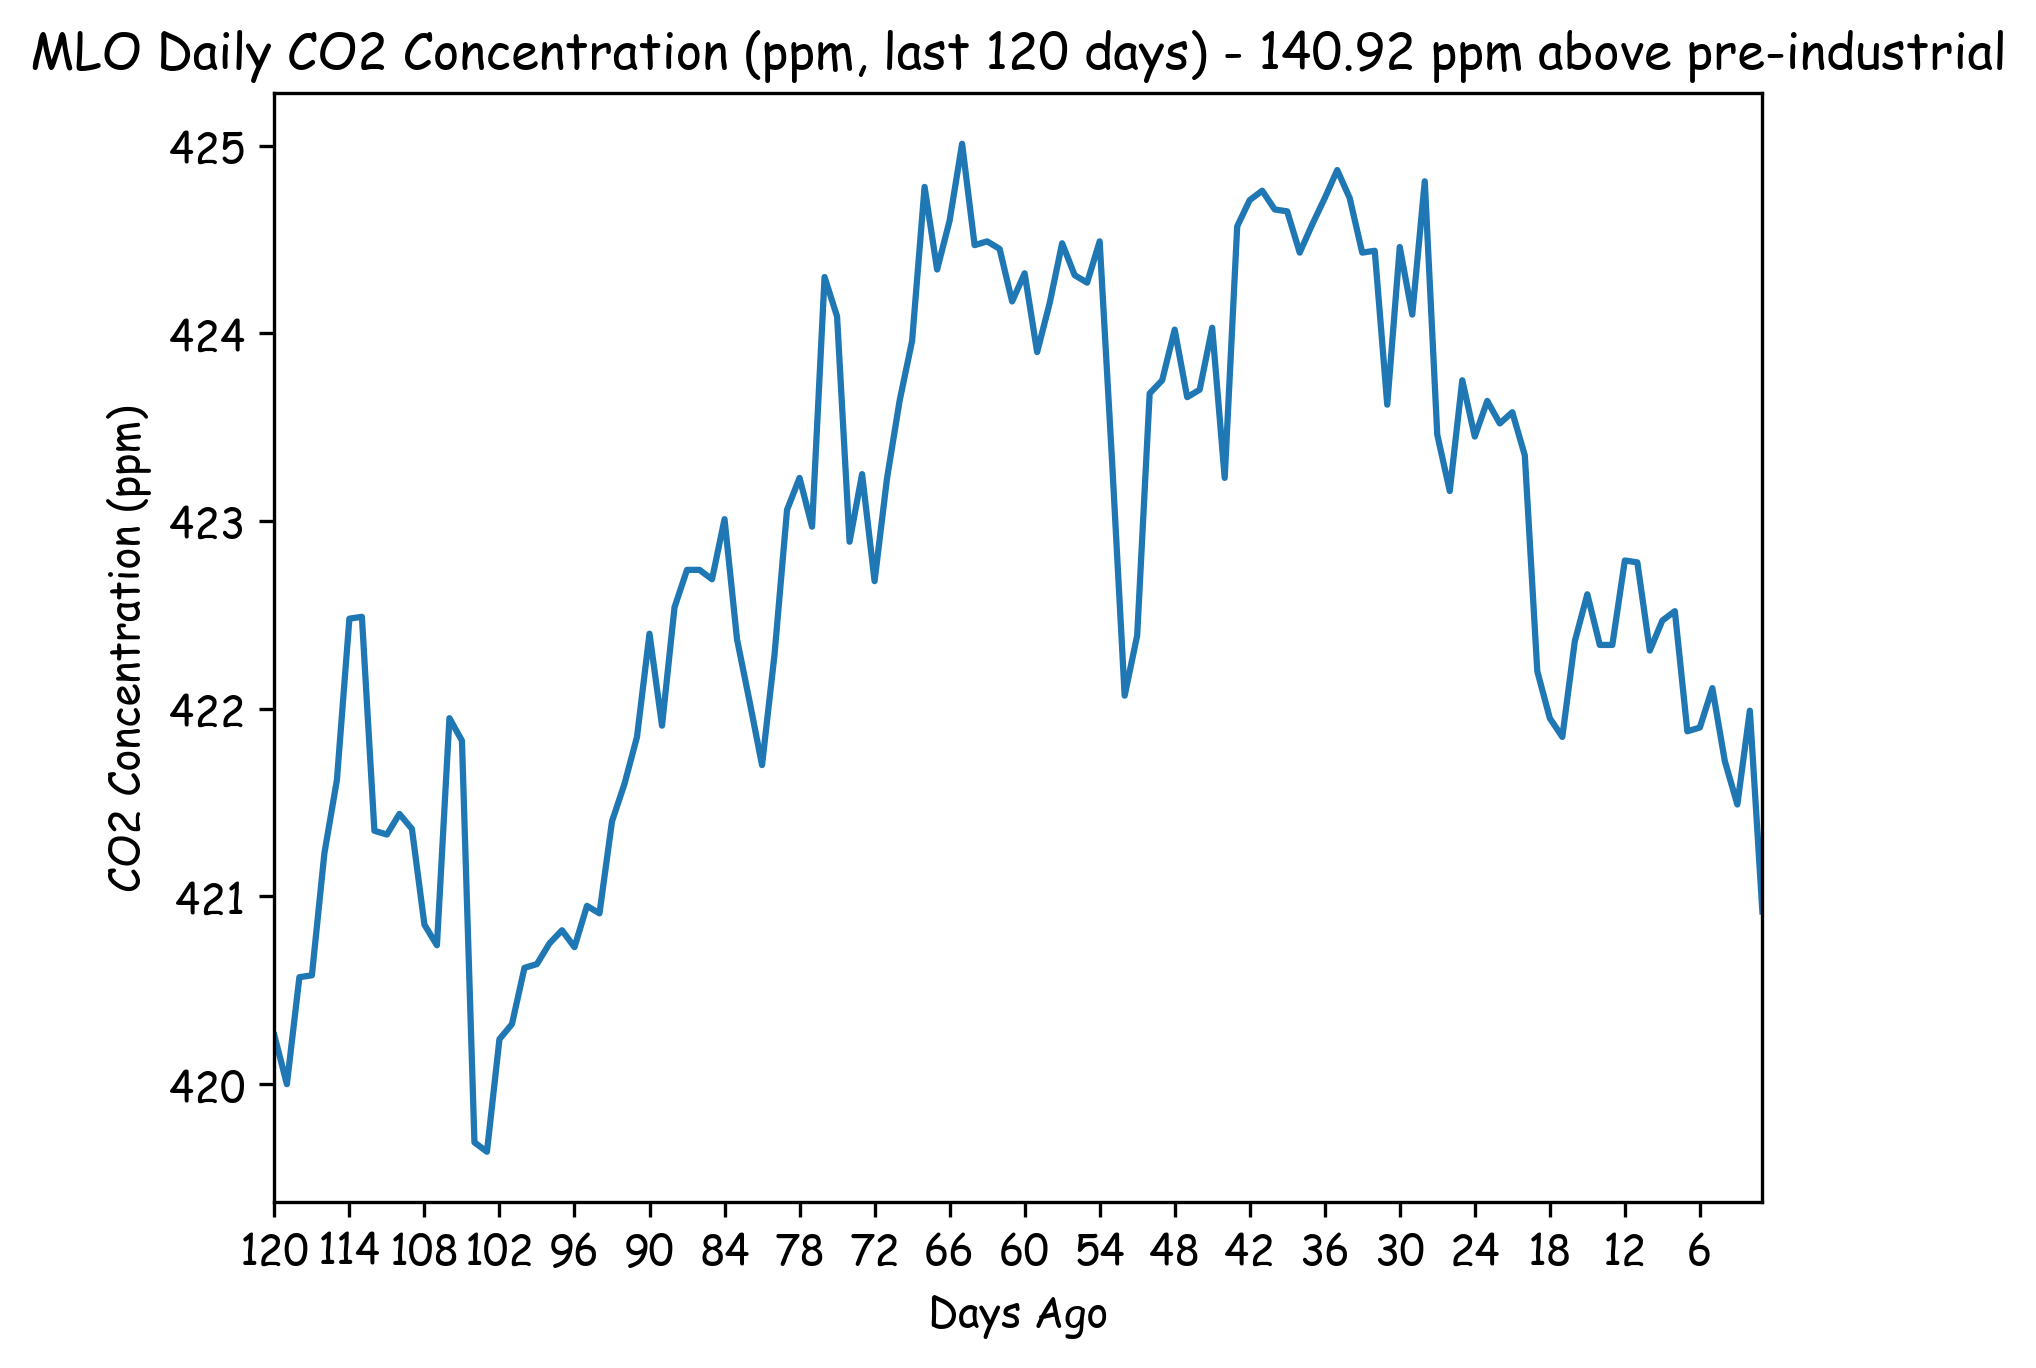 MLO Daily CO2 Concentration (ppm, last 120 days) - 140.92 ppm above pre-industrial
CO2 Concentration (ppm)
425
424
423
422
421
420
120 114 108 102 96 90 84 78 72 66 60 54 48 42 36 30 24 18 12 6
Days Ago